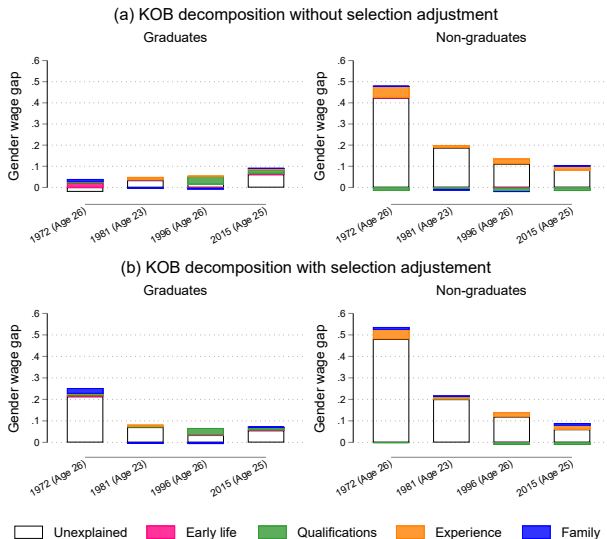 (a) KOB decomposition without selection adjustment
Graduates
Non-graduates
Gender wage gap
.6
.5
.4
.3
.2
.1
0
1972 (Age 26)
1981 (Age 23)
1996 (Age 26)
2015 (Age 25)
Gender wage gap
.6
.5
.4
.3
.2
.1
0
1972 (Age 26)
1981 (Age 23)
1996 (Age 26)
2015 (Age 25)
(b) KOB decomposition with selection adjustement
Graduates
Non-graduates
Gender wage gap
.6
.5
.4
.3
.2
.1
0
1972 (Age 26)
1981 (Age 23)
1996 (Age 26)
2015 (Age 25)
Gender wage gap
.6
.5
.4
.3
.2
.1
0
1972 (Age 26)
1981 (Age 23)
1996 (Age 26)
2015 (Age 25)
Unexplained Early life Qualifications Experience Family